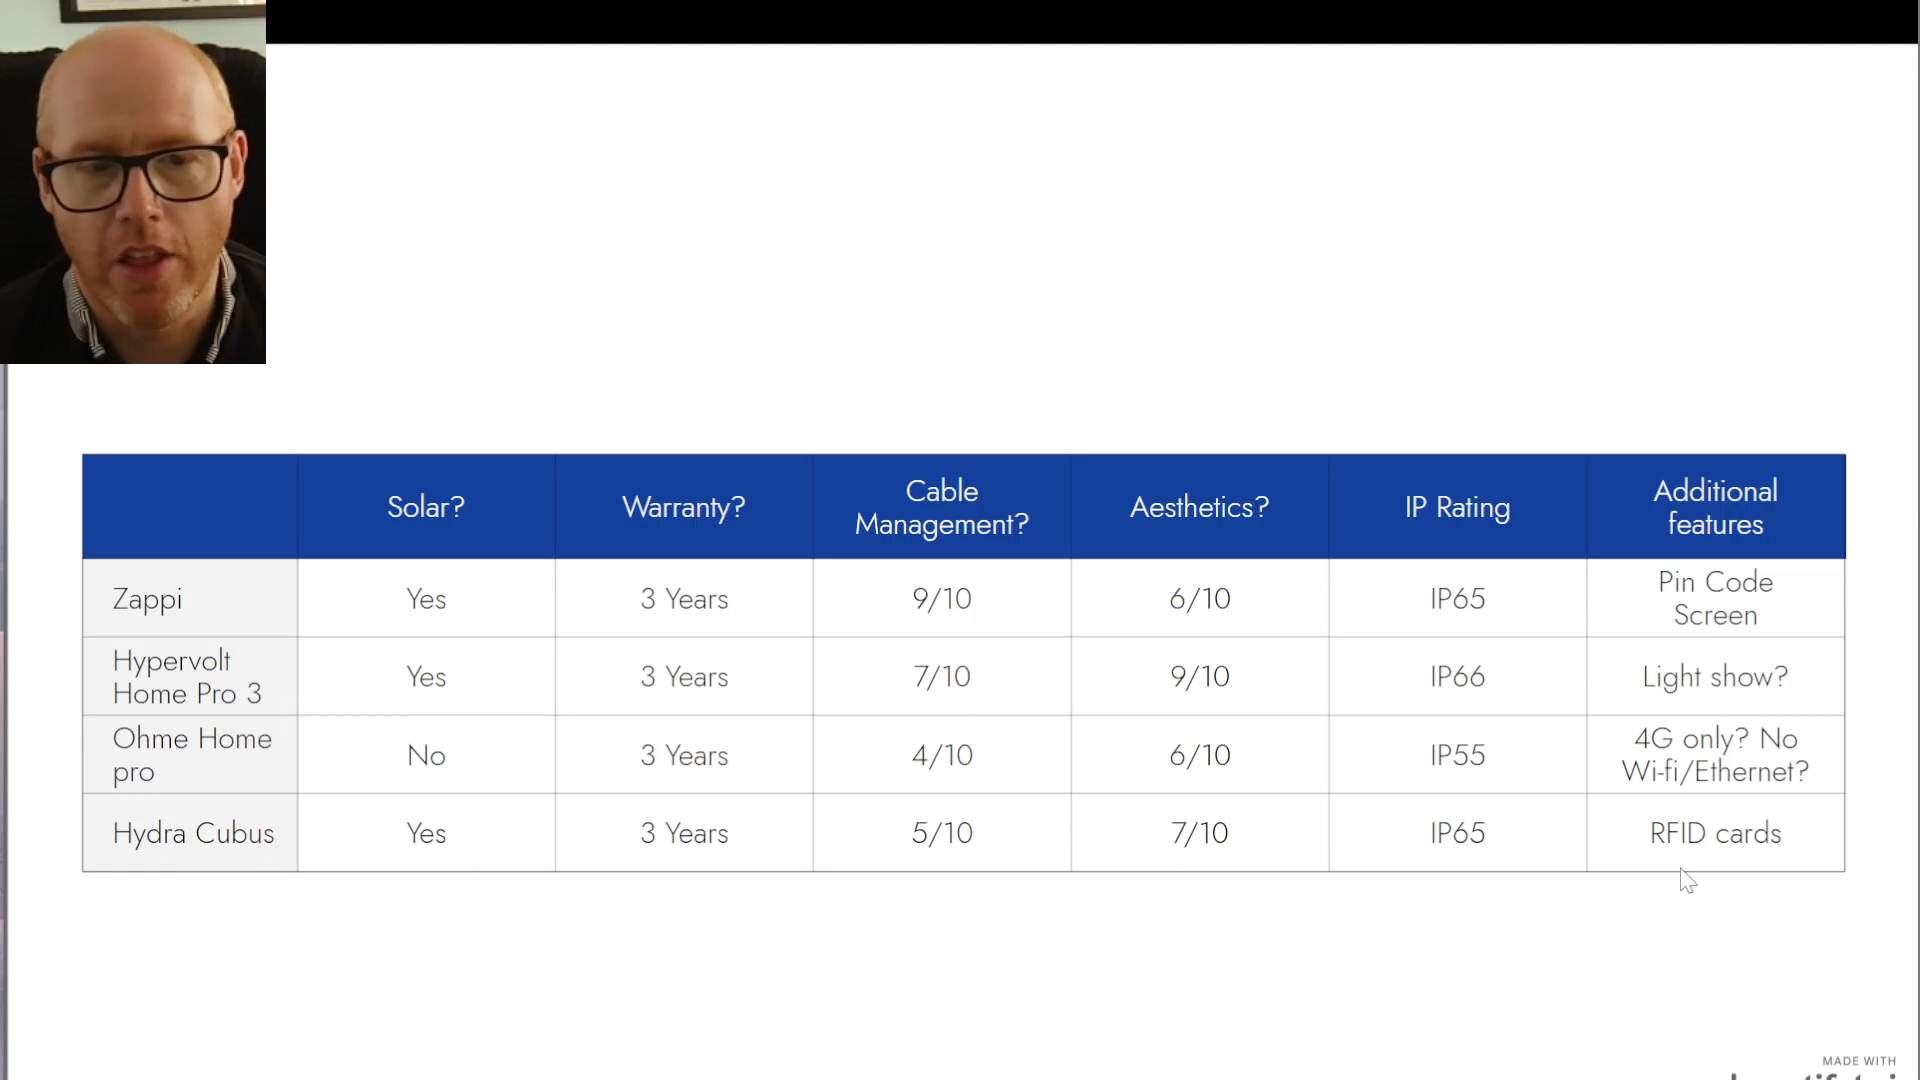 Solar?
Warranty?
Cable
Management?
Aesthetics?
IP Rating
Additional
features
Zappi
Yes
3 Years
9/10
6/10
IP65
Pin Code
Screen
Hypervolt
Home Pro 3
Yes
3 Years
7/10
9/10
IP66
Light show?
Ohme Home
pro
No
3 Years
4/10
6/10
IP55
4G only? No
Wi-fi/Ethernet?
Hydra Cubus
Yes
3 Years
5/10
7/10
IP65
RFID cards
MADE WITH